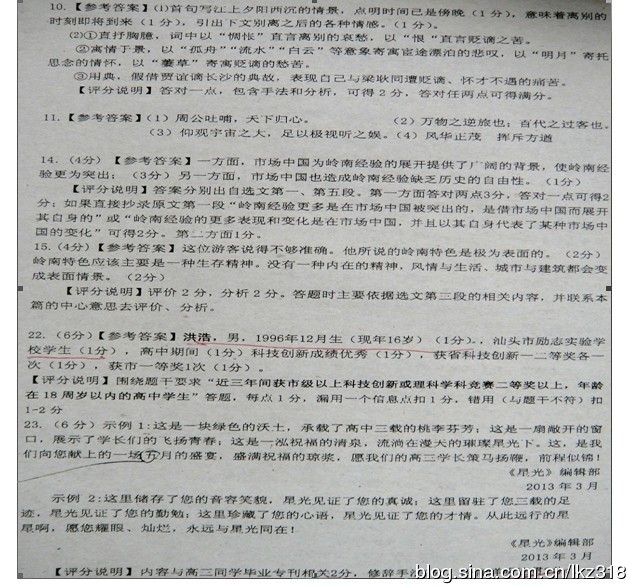 10.【参考答案】(1)首句写江上夕阳西沉的情景，点明时间已是傍晚（1分），意味着离别的
时刻即将到来（1分），引出下文别离之后的各种情感。（1分）
(2)①直抒胸臆，词中以“惆怅”直言离别的哀愁，以“恨”直言贬谪之苦。
②寓情于景，以“孤舟”“流水”“白云”等意象寄寓宦途漂泊的悲叹，以“明月”寄托
思念的情怀，以“萋草”寄寓贬谪的愁苦。
③用典，假借贾谊谪长沙的典故，表现自己与梁耿同遭贬谪、怀才不遇的痛苦。
【评分说明】答对一点，包含手法和分析，可得2分，答对任两点可得满分。
11.【参考答案】（1）周公吐哺，天下归心。 （2）万物之逆旅也；百代之过客也。
（3）仰观宇宙之大，足以极视听之娱。（4）风华正茂 挥斥方遒
14.（4分）【参考答案】一方面，市场中国为岭南经验的展开提供了广阔的背景，使岭南经
验更为突出；（3分）另一方面，市场中国也造成岭南经验缺乏历史的自由性。（1分）
【评分说明】答案分别出自选文第一、第五段。第一方面答对两点3分，答对一点可得2
分；如果直接抄录原文第一段“岭南经验更多是在市场中国被突出的，是借市场中国而展开
其自身的”或“岭南经验的更多表现和变化是在市场中国，并且以其自身代表了某种市场中
国的变化”可得2分。第二方面1分。
15.（4分）【参考答案】这位游客说得不够准确。他所说的岭南特色是极为表面的。（2分）
岭南特色应该主要是一种生存精神。没有一种内在的精神，风情与生活、城市与建筑都会变
成表面情景。（2分）
【评分说明】评价2分，分析2分。答题时主要依据选文第三段的相关内容，并联系本
篇的中心意思去评价、分析。
22.（6分）【参考答案】洪浩，男，1996年12月生（现年16岁）（1分）。，汕头市励志实验学
校学生（1分），高中期间（1分）科技创新成绩优秀（1分），获省科技创新一二等奖各一
次（1分），获市一等奖1次（1分）。
【评分说明】围绕题干要求“近三年间获市级以上科技创新或理科学科竞赛二等奖以上，年龄
在18周岁以内的高中学生”答题，每点1分，漏用一个信息点扣1分，错用（与题干不符）扣
1-2分
23.（6分）示例1:这是一块绿色的沃土，承载了高中三载的桃李芬芳；这是一扇敞开的窗
口，展示了学长们的飞扬青春；这是一泓祝福的清泉，流淌在漫天的璀璨星光下。这，是我
们向您献上的一场五月的盛宴，盛满祝福的琼浆，愿我们的高三学长策马扬鞭，前程似锦！
《星光》编辑部
2013年3月
示例2:这里储存了您的音容笑貌，星光见证了您的真诚；这里留驻了您三载的足
迹，星光见证了您的勤勉；这里珍藏了您的心语，星光见证了您的才情。从此远行的星
星啊，愿您耀眼、灿烂，永远与星光同在！
《星光》编辑部
2013年3月
【评分说明】内容与高三同学毕业专刊相关2分，修辞手
blog.sina.com.cn/lkz318